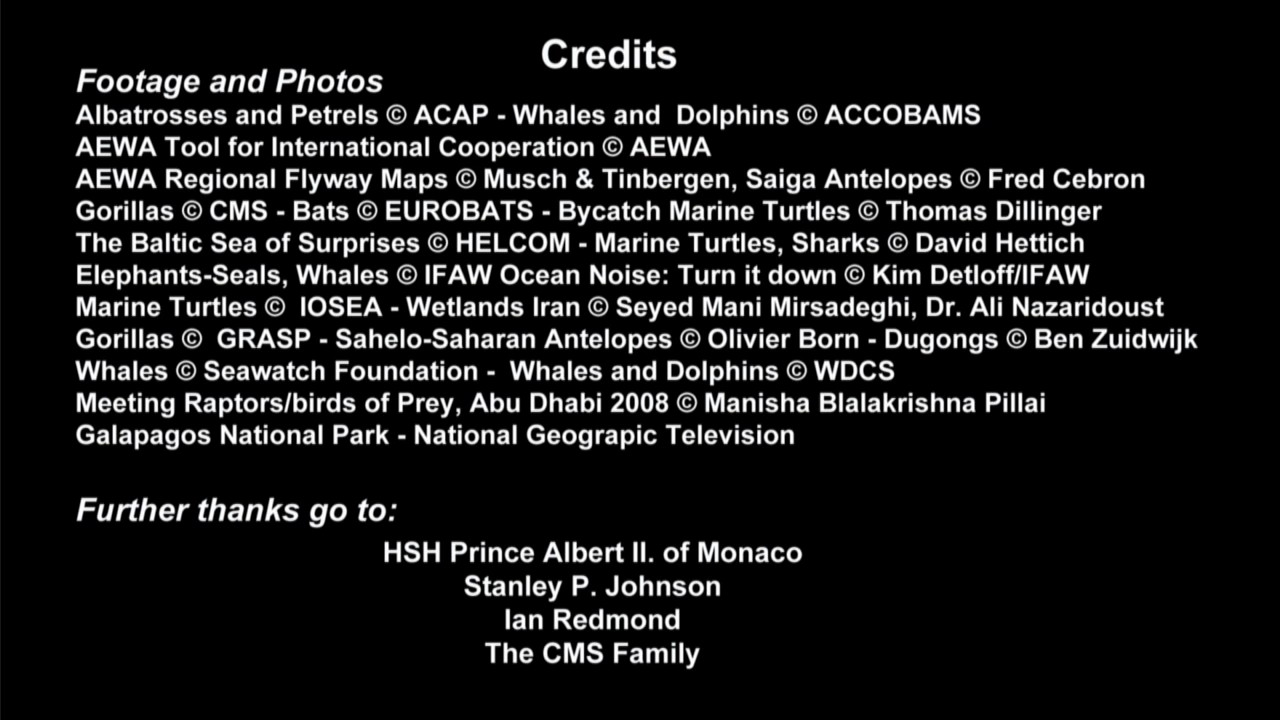 Credits
Footage and Photos
Albatrosses and Petrels © ACAP - Whales and  Dolphins © ACCOBAMS
AEWA Tool for International Cooperation © AEWA
AEWA Regional Flyway Maps © Musch & Tinbergen, Saiga Antelopes © Fred Cebron
Gorillas © CMS - Bats © EUROBATS - Bycatch Marine Turtles © Thomas Dillinger
The Baltic Sea of Surprises © HELCOM - Marine Turtles, Sharks © David Hettich
Elephants-Seals, Whales © IFAW Ocean Noise: Turn it down © Kim Detloff/IFAW
Marine Turtles ©  IOSEA - Wetlands Iran © Seyed Mani Mirsadeghi, Dr. Ali Nazaridoust
Gorillas ©  GRASP - Sahelo-Saharan Antelopes © Olivier Born - Dugongs © Ben Zuidwijk
Whales © Seawatch Foundation -  Whales and Dolphins © WDCS
Meeting Raptors/birds of Prey, Abu Dhabi 2008 © Manisha Blalakrishna Pillai
Galapagos National Park - National Geograpic Television
Further thanks go to:
HSH Prince Albert II. of Monaco
Stanley P. Johnson
Ian Redmond
The CMS Family